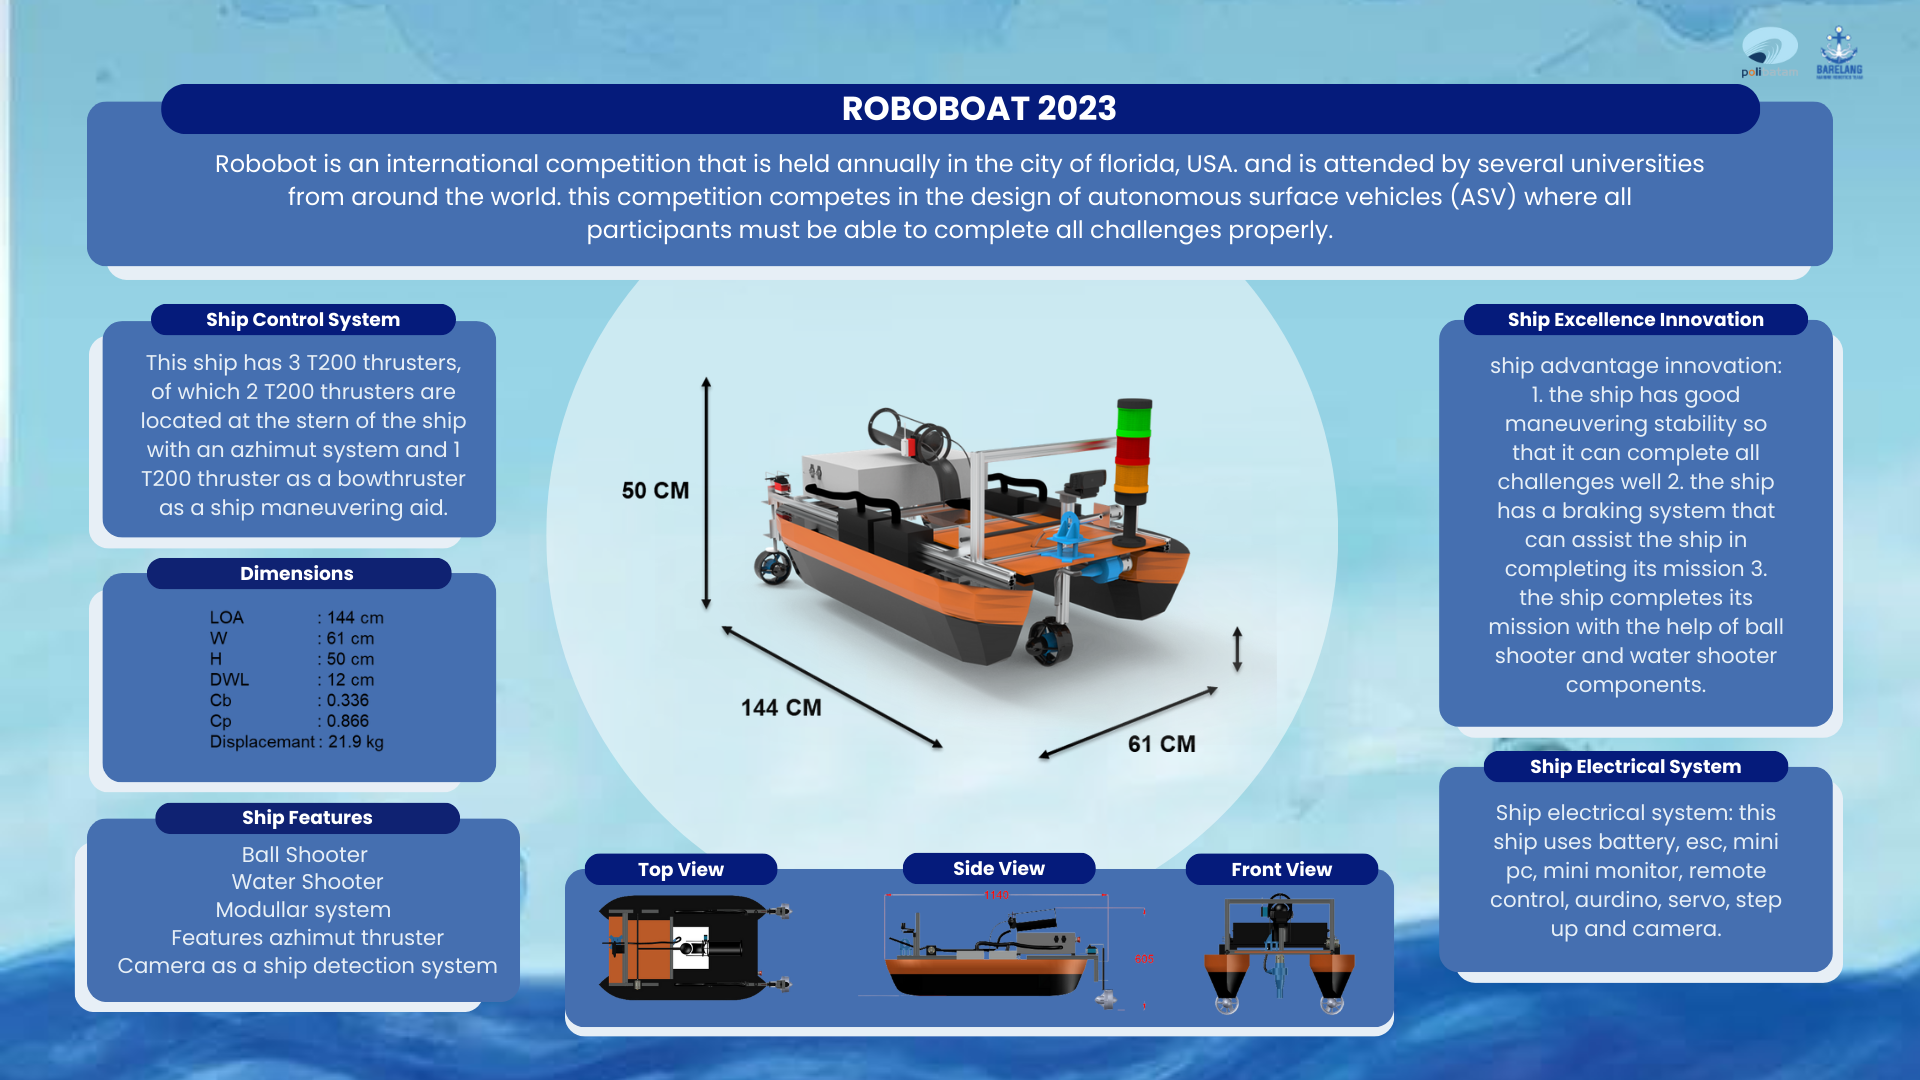 poli
BARELANG
ROBOBOAT 2023
Robobot is an international competition that is held annually in the city of florida, USA. and is attended by several universities
from around the world. this competition competes in the design of autonomous surface vehicles (ASV) where all
participants must be able to complete all challenges properly.
Ship Control System
This ship has 3 T200 thrusters,
of which 2 T200 thrusters are
located at the stern of the ship
with an azhimut system and 1
T200 thruster as a bowthruster
as a ship maneuvering aid.
Dimensions
LOA : 144 cm
W : 61 cm
H : 50 cm
DWL : 12 cm
Cb : 0.336
Cp : 0.866
Displacemant : 21.9 kg
Ship Features
Ball Shooter
Water Shooter
Modullar system
Features azhimut thruster
Camera as a ship detection system
50 CM
144 CM
61 CM
Top View
Side View
1140
605
Front View
Ship Excellence Innovation
ship advantage innovation:
1. the ship has good
maneuvering stability so
that it can complete all
challenges well 2. the ship
has a braking system that
can assist the ship in
completing its mission 3.
the ship completes its
mission with the help of ball
shooter and water shooter
components.
Ship Electrical System
Ship electrical system: this
ship uses battery, esc, mini
pc, mini monitor, remote
control, aurdino, servo, step
up and camera.